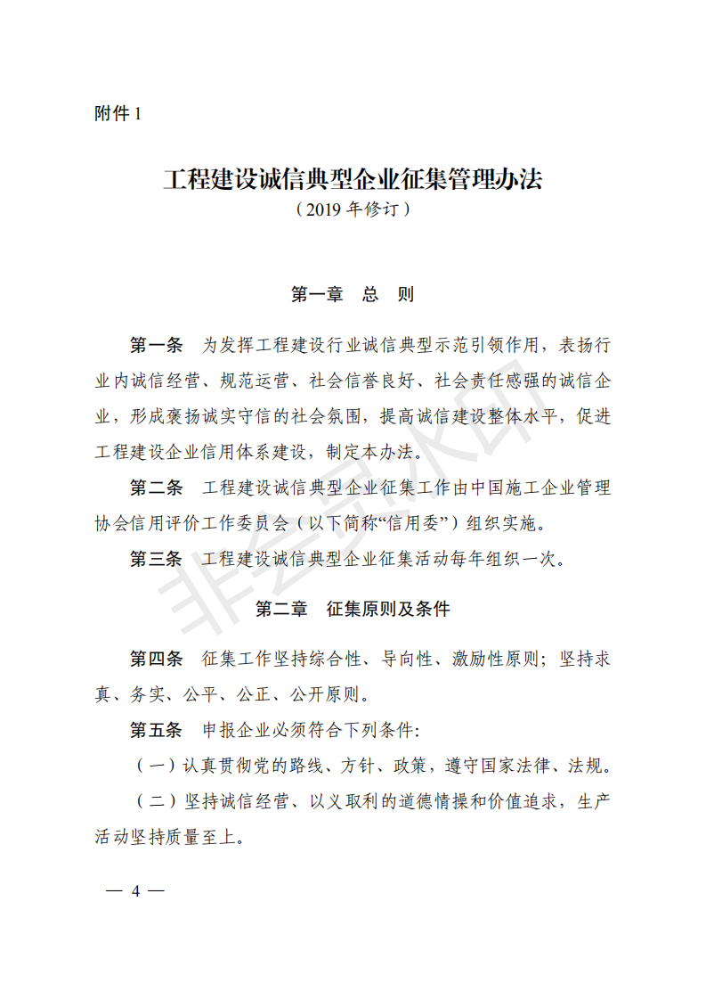 附件 1
工程建设诚信典型企业征集管理办法
（2019 年修订）
第一章　总　则
第一条　为发挥工程建设行业诚信典型示范引领作用，表扬行
业内诚信经营、规范运营、社会信誉良好、社会责任感强的诚信企
业，形成褒扬诚实守信的社会氛围，提高诚信建设整体水平，促进
工程建设企业信用体系建设，制定本办法。
第二条　工程建设诚信典型企业征集工作由中国施工企业管理
协会信用评价工作委员会（以下简称“信用委”）组织实施。
第三条　工程建设诚信典型企业征集活动每年组织一次。
第二章　征集原则及条件
第四条　征集工作坚持综合性、导向性、激励性原则；坚持求
真、务实、公平、公正、公开原则。
第五条　申报企业必须符合下列条件：
（一）认真贯彻党的路线、方针、政策，遵守国家法律、法规。
（二）坚持诚信经营、以义取利的道德情操和价值追求，生产
活动坚持质量至上。
— 4 —
非会员水印